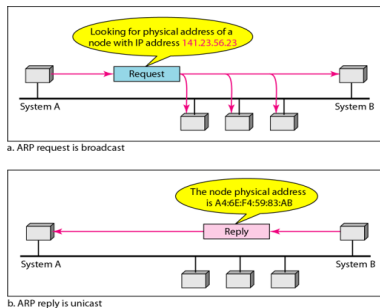 Looking for physical address of a
node with IP address 141.23.56.23
Request
System A
System B
a. ARP request is broadcast
The node physical address
is A4:6E:F4:59:83:AB
Reply
System A
System B
b. ARP reply is unicast